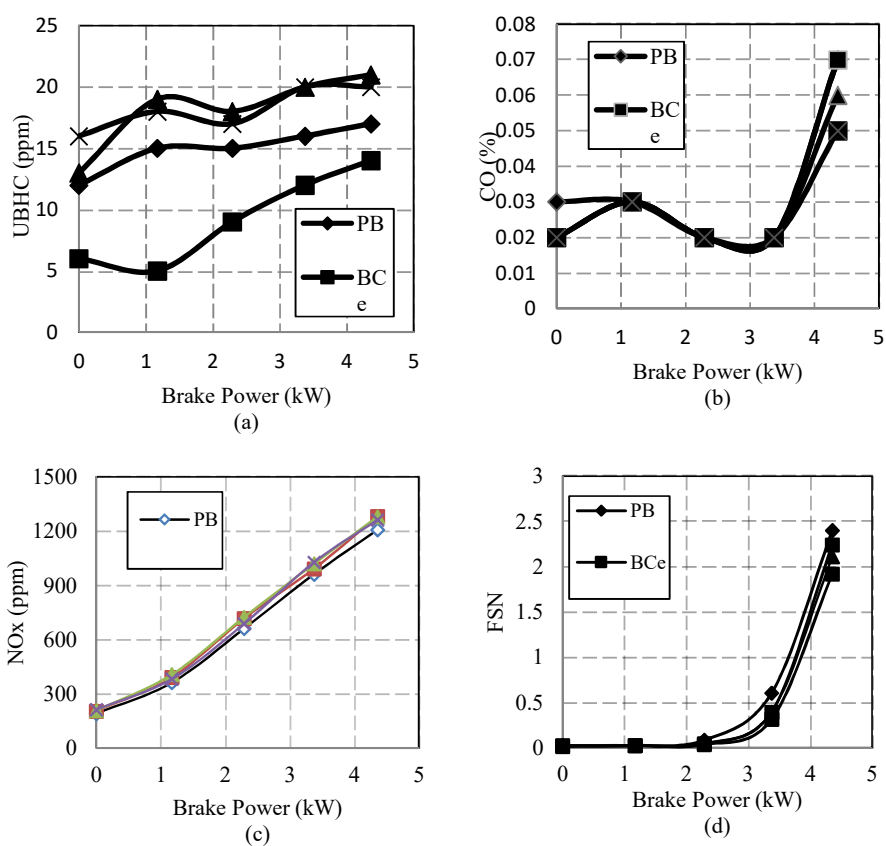 25
20
15
10
5
0
UBHC (ppm)
PB
BC
e
0 1 2 3 4 5
Brake Power (kW)
(a)
0.08
0.07
0.06
0.05
0.04
0.03
0.02
0.01
0
CO (%)
PB
BC
e
0 1 2 3 4 5
Brake Power (kW)
(b)
1500
1200
900
600
300
0
NOx (ppm)
PB
0 1 2 3 4 5
Brake Power (kW)
(c)
3
2.5
2
1.5
1
0.5
0
FSN
PB
BCe
0 1 2 3 4 5
Brake Power (kW)
(d)